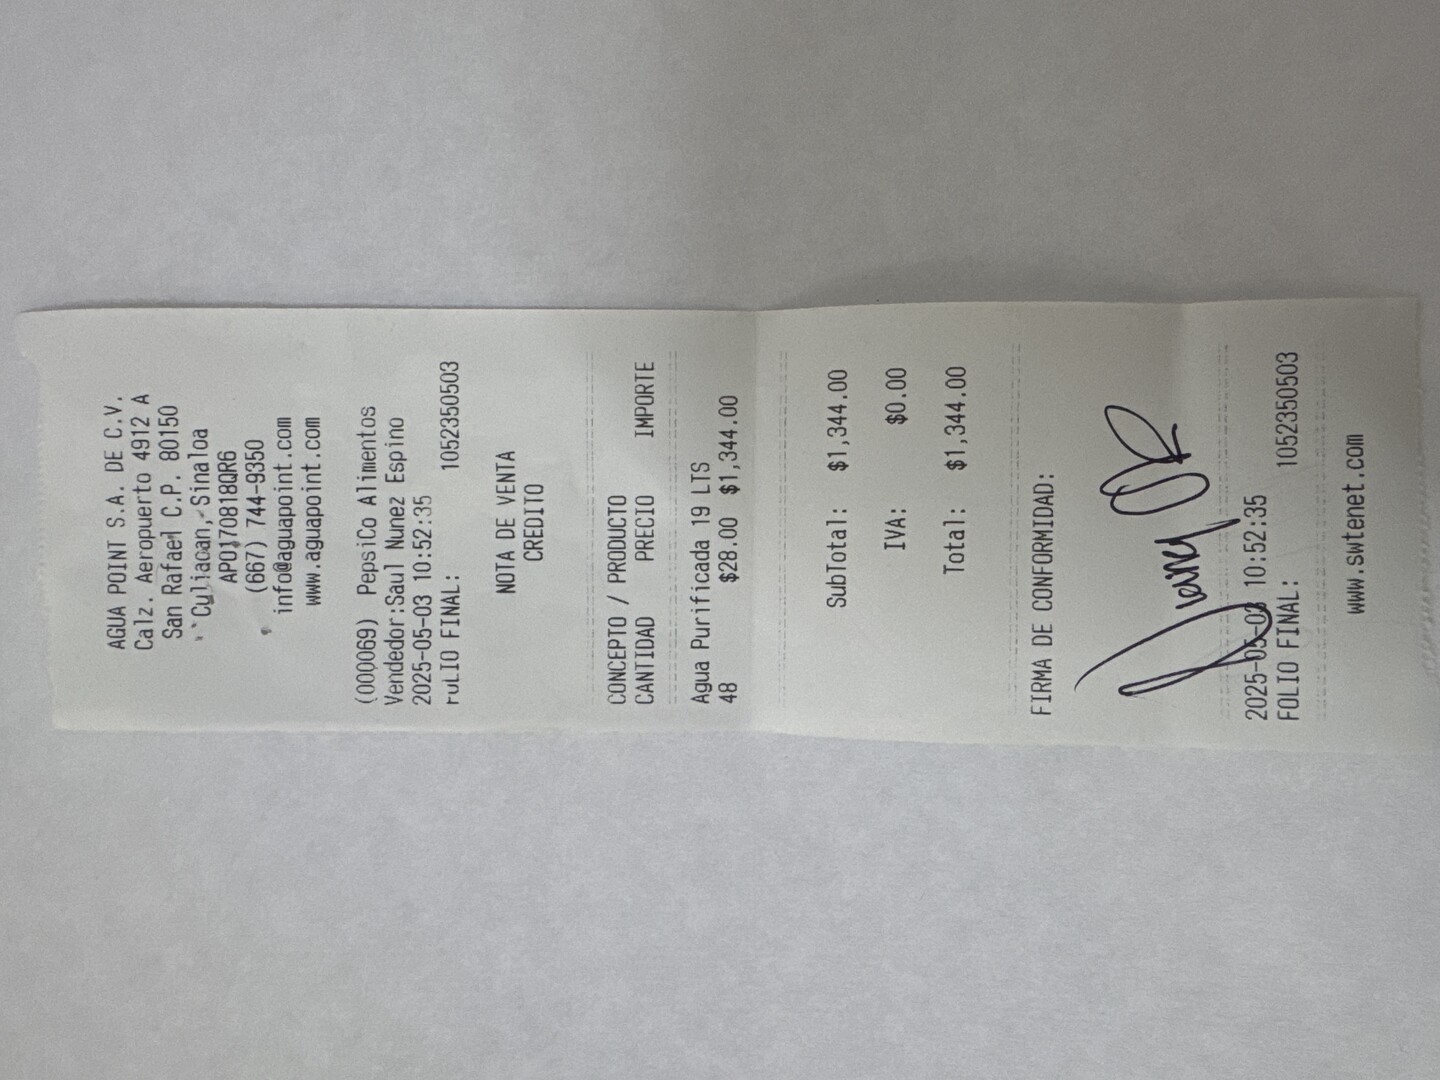 AGUA POINT S.A. DE C.V.
Calz. Aeropuerto 4912 A
San Rafael C.P. 80150
Culiacan, Sinaloa
APO170818QR6
(667) 744-9350
info@aguapoint.com
www.aguapoint.com
(000069) PepsiCo Alimentos
Vendedor:Saul Nunez Espino
2025-05-03 10:52:35
FOLIO FINAL: 1052350503
NOTA DE VENTA
CREDITO
CONCEPTO / PRODUCTO
CANTIDAD PRECIO IMPORTE
Agua Purificada 19 LTS
48 $28.00 $1,344.00
SubTotal: $1,344.00
IVA: $0.00
Total: $1,344.00
FIRMA DE CONFORMIDAD:
2025-05-03 10:52:35
FOLIO FINAL: 1052350503
www.swtenet.com